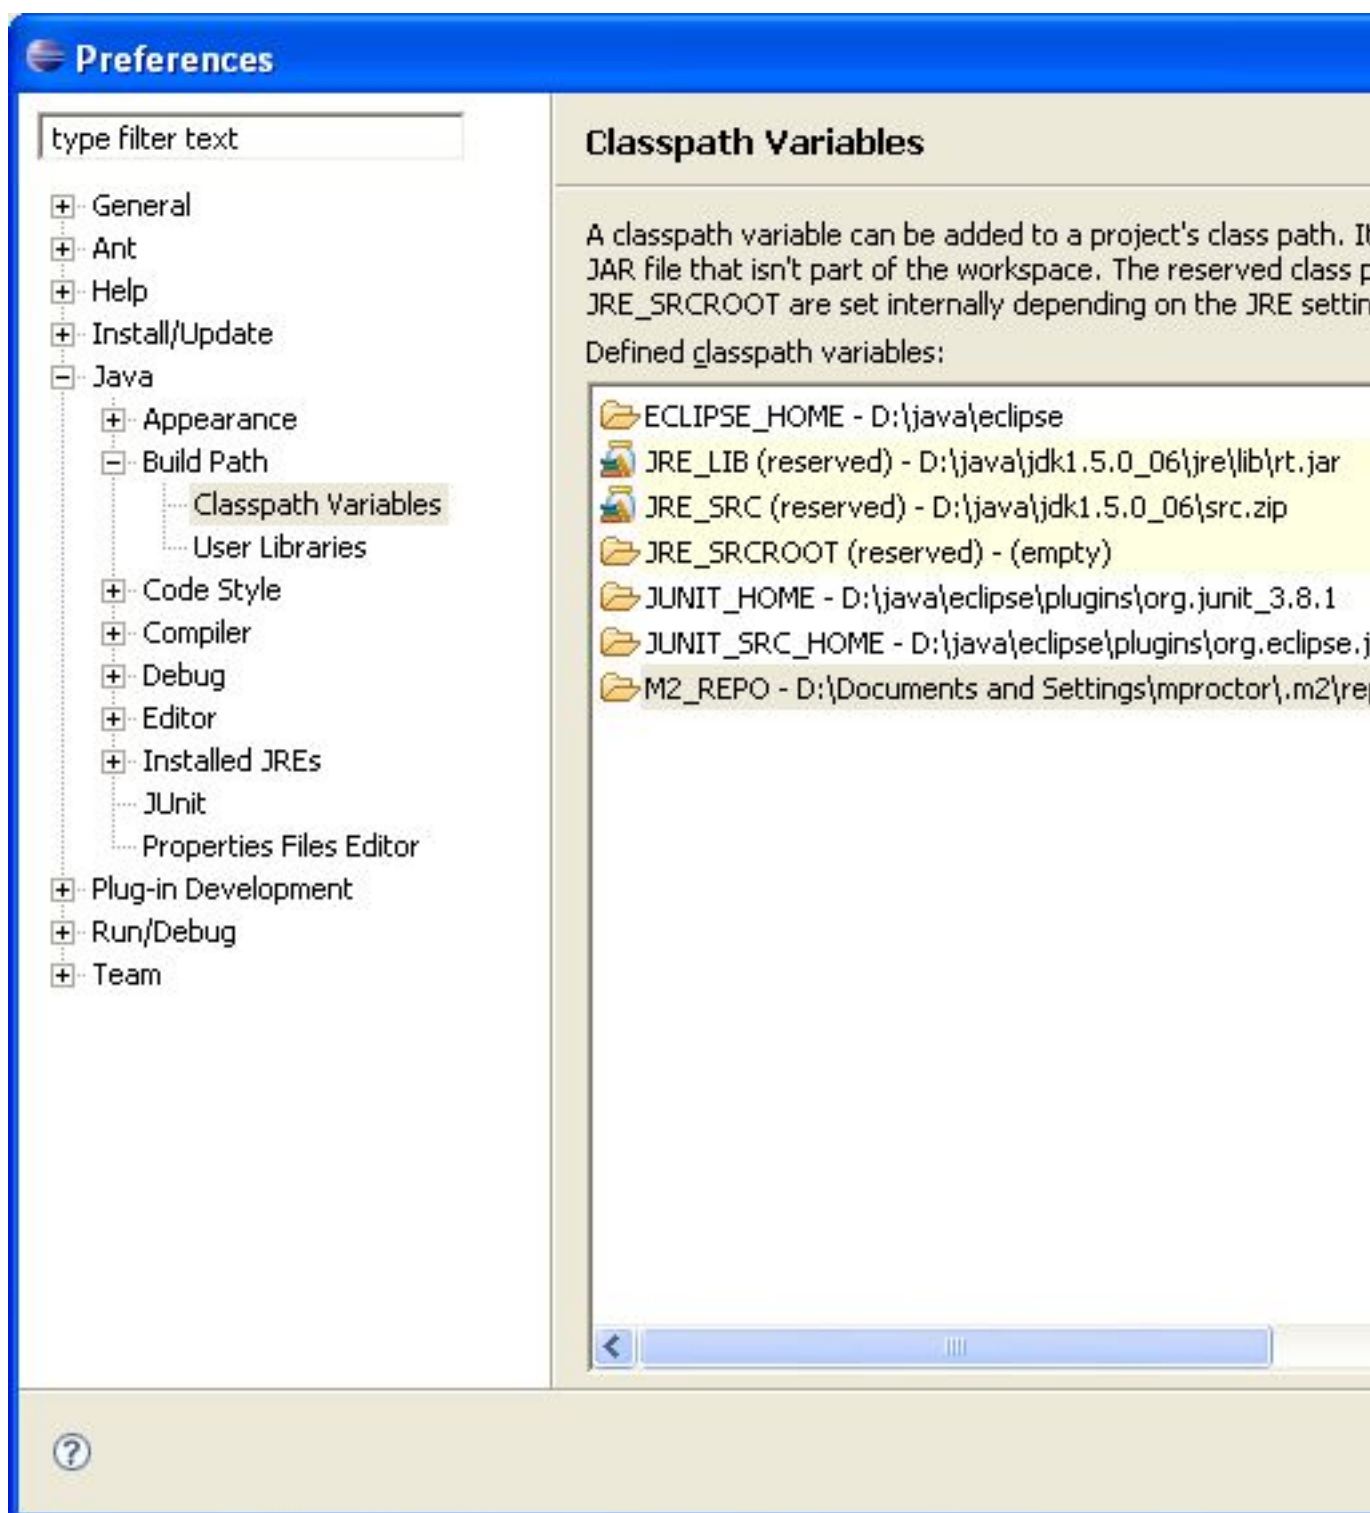 Preferences
type filter text
General
Ant
Help
Install/Update
Java
Appearance
Build Path
Classpath Variables
User Libraries
Code Style
Compiler
Debug
Editor
Installed JREs
JUnit
Properties Files Editor
Plug-in Development
Run/Debug
Team
Classpath Variables
A classpath variable can be added to a project's class path. It
JAR file that isn't part of the workspace. The reserved class
JRE_SRCROOT are set internally depending on the JRE
Defined classpath variables:
ECLIPSE_HOME - D:\java\eclipse
JRE_LIB (reserved) - D:\java\jdk1.5.0_06\jre\lib\rt.jar
JRE_SRC (reserved) - D:\java\jdk1.5.0_06\src.zip
JRE_SRCROOT (reserved) - (empty)
JUNIT_HOME - D:\java\eclipse\plugins\org.junit_3.8.1
JUNIT_SRC_HOME - D:\java\eclipse\plugins\org.eclipse.j
M2_REPO - D:\Documents and Settings\mproctor\.m2\re